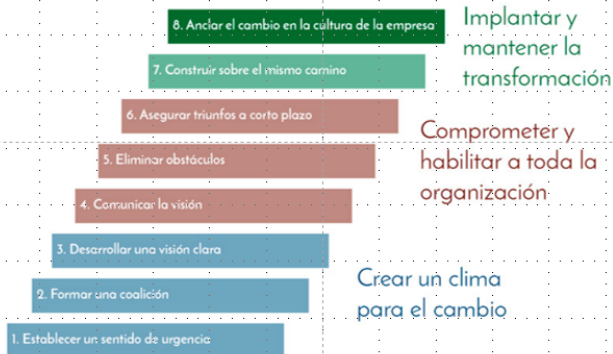 8. Anclar el cambio en la cultura de la empresa
Implantar y
mantener la
transformación
7. Construir sobre el mismo camino
6. Asegurar triunfos a corto plazo
Comprometer y
habilitar a toda la
organización
5. Eliminar obstáculos
4. Comunicar la visión
3. Desarrollar una visión clara
Crear un clima
para el cambio
2. Formar una coalición
1. Establecer un sentido de urgencia